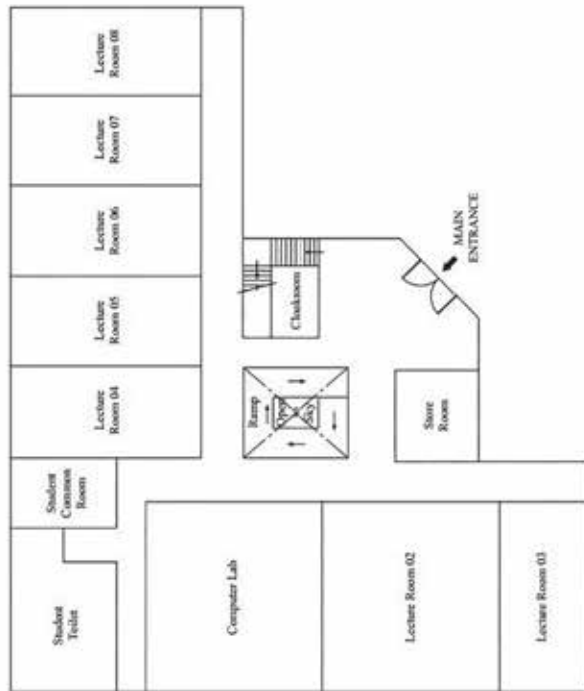 Lecture
Room 08
Lecture
Room 07
Lecture
Room 06
Lecture
Room 05
Lecture
Room 04
Student
Common
Room
Student
Toilet
Cloakroom
MAIN
ENTRANCE
Ramp
Open
Sky
Store
Room
Computer Lab
Lecture Room 02
Lecture Room 03